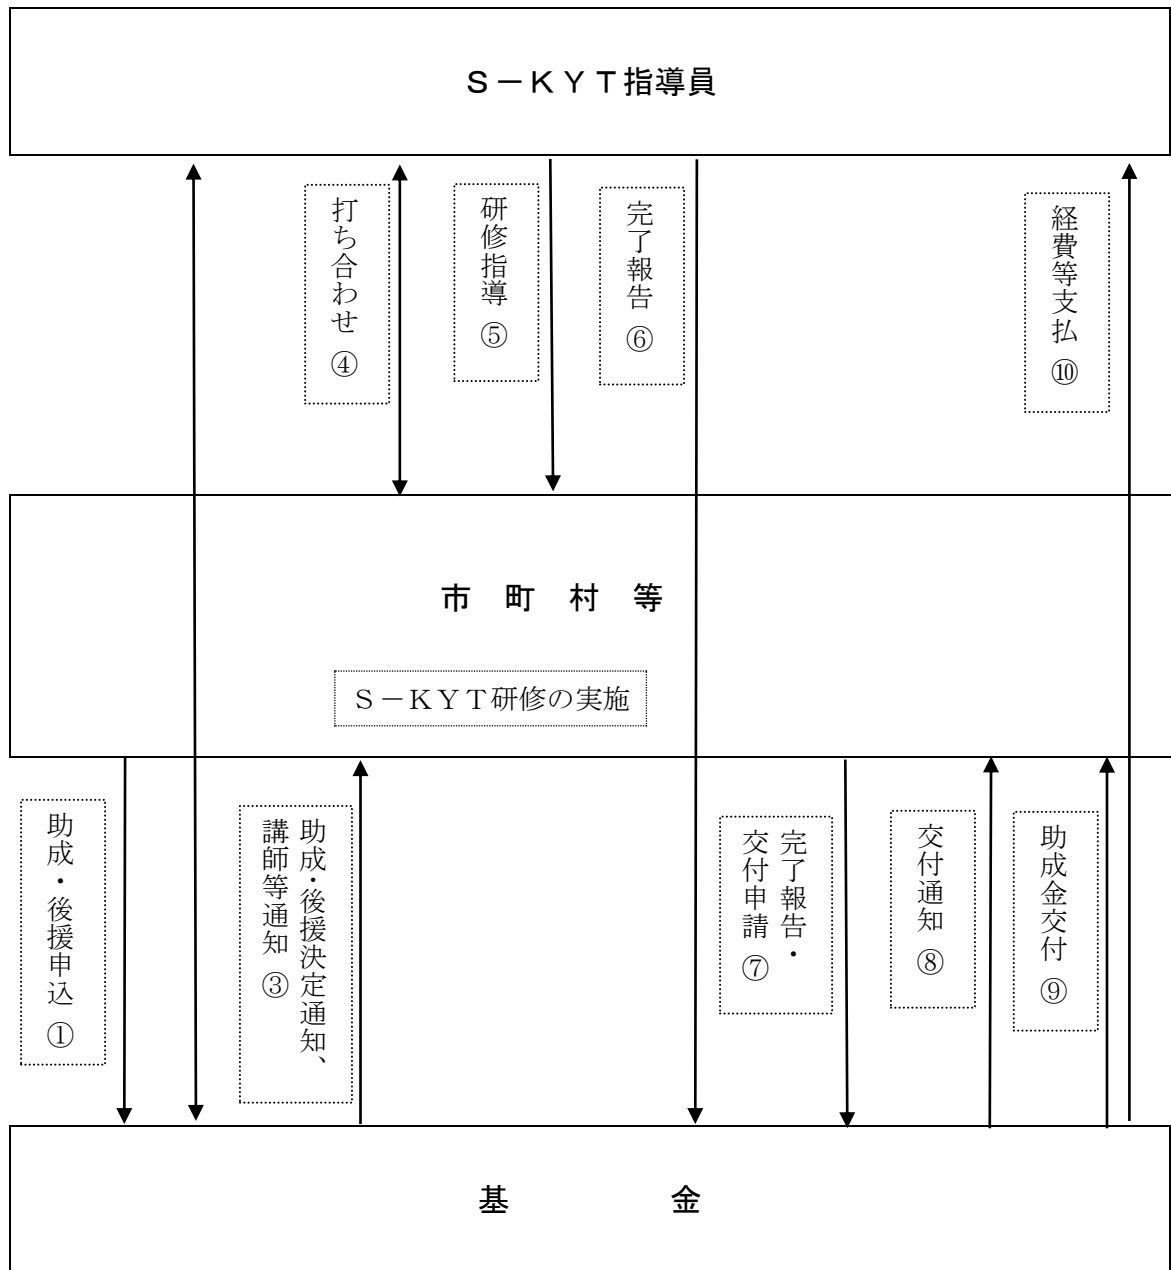 S－KYT指導員
打ち合わせ ④
研修指導 ⑤
完了報告 ⑥
経費等支払 ⑩
市 町 村 等
S－KYT研修の実施
助成・後援申込 ①
助成・後援決定通知、
講師等通知 ③
完了報告・
交付申請 ⑦
交付通知 ⑧
助成金交付 ⑨
基 金